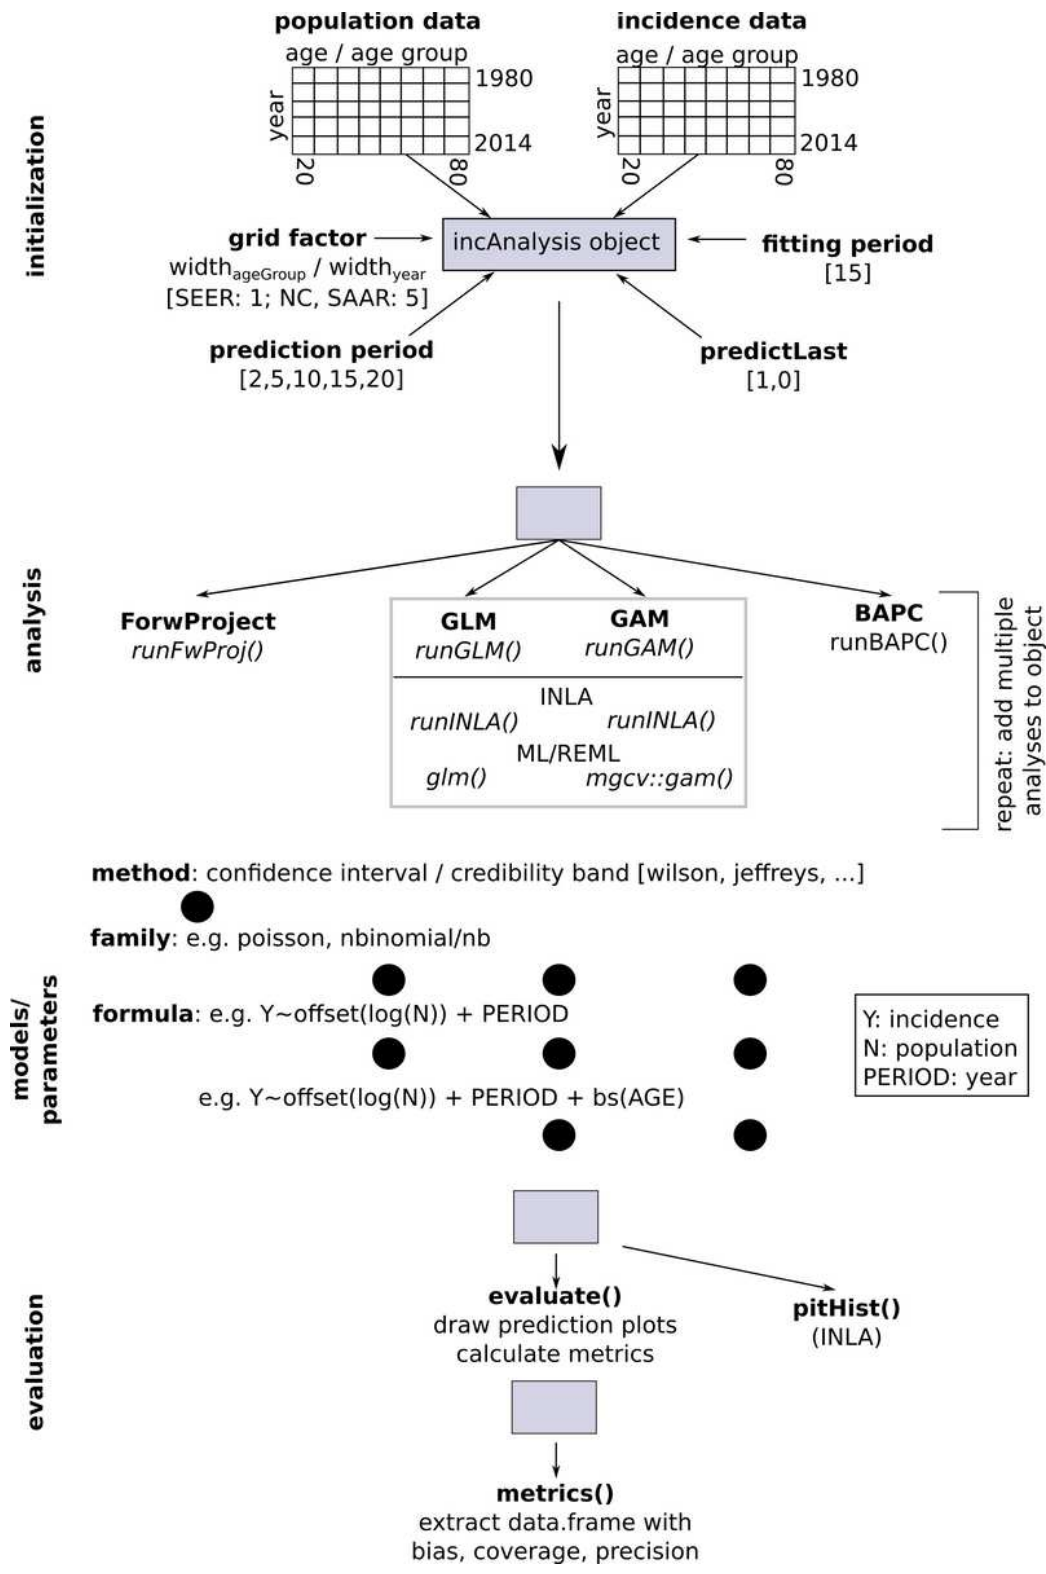 population data
incidence data
age / age group
age / age group
year
1980
2014
20
80
year
1980
2014
20
80
initialization
grid factor
width_ageGroup / width_year
[SEER: 1; NC, SAAR: 5]
incAnalysis object
fitting period
[15]
prediction period
[2,5,10,15,20]
predictLast
[1,0]
analysis
ForwProject
runFwProj()
GLM
runGLM()
GAM
runGAM()
INLA
runINLA()
runINLA()
ML/REML
glm()
mgcv::gam()
BAPC
runBAPC()
repeat: add multiple
analyses to object
models/
parameters
method: confidence interval / credibility band [wilson, jeffreys, ...]
family: e.g. poisson, nbinomial/nb
formula: e.g. Y~offset(log(N)) + PERIOD
e.g. Y~offset(log(N)) + PERIOD + bs(AGE)
Y: incidence
N: population
PERIOD: year
evaluation
evaluate()
draw prediction plots
calculate metrics
pitHist()
(INLA)
metrics()
extract data.frame with
bias, coverage, precision